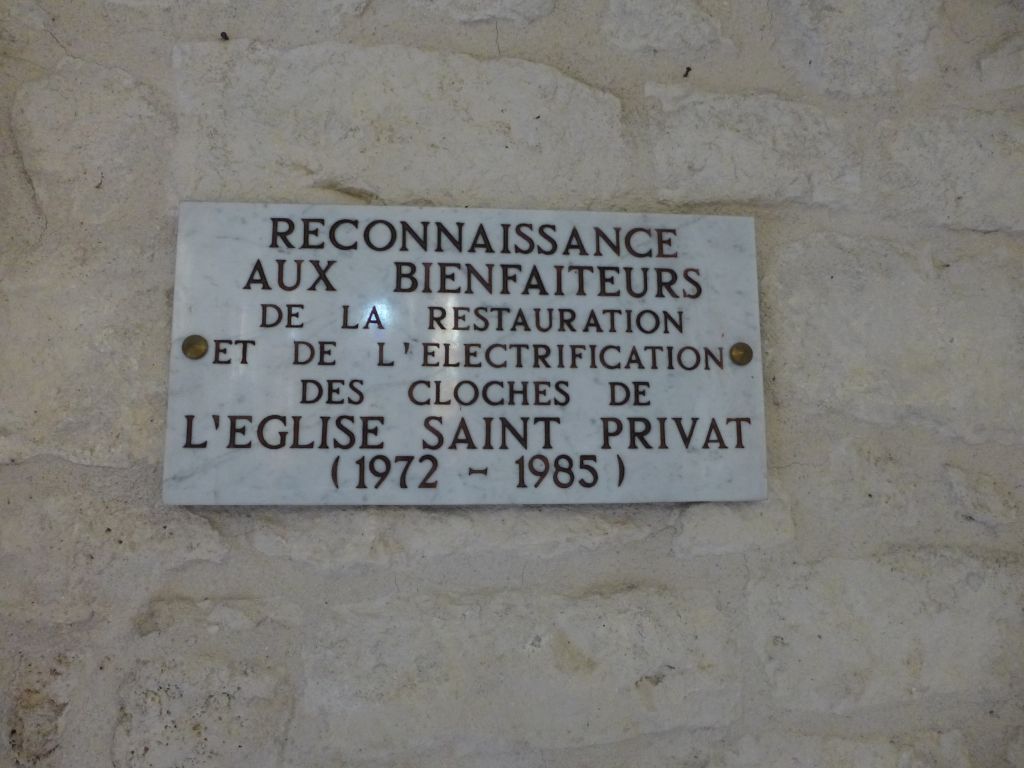 RECONNAISSANCE
AUX BIENFAITEURS
DE LA RESTAURATION
ET DE L'ELECTRIFICATION
DES CLOCHES DE
L'EGLISE SAINT PRIVAT
(1972 - 1985)